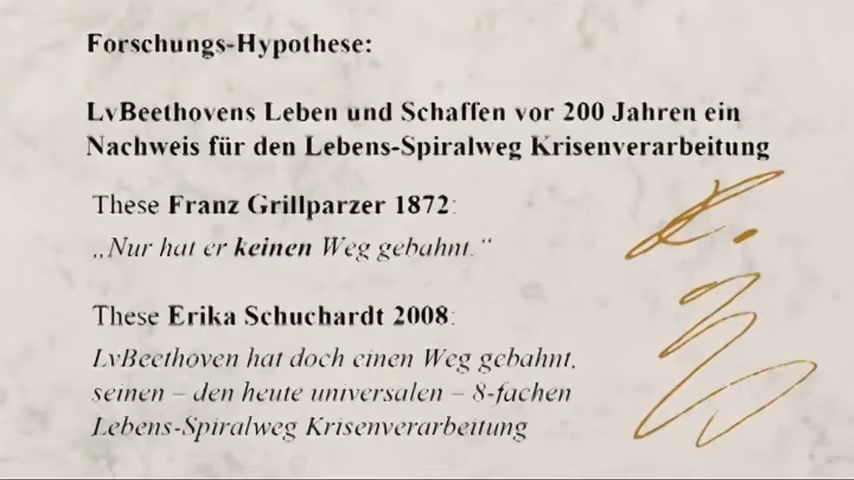 Forschungs-Hypothese:
LvBeethovens Leben und Schaffen vor 200 Jahren ein
Nachweis für den Lebens-Spiralweg Krisenverarbeitung
These Franz Grillparzer 1872:
„Nur hat er keinen Weg gebahnt.“
These Erika Schuchardt 2008:
LvBeethoven hat doch einen Weg gebahnt,
seinen – den heute universalen – 8-fachen
Lebens-Spiralweg Krisenverarbeitung